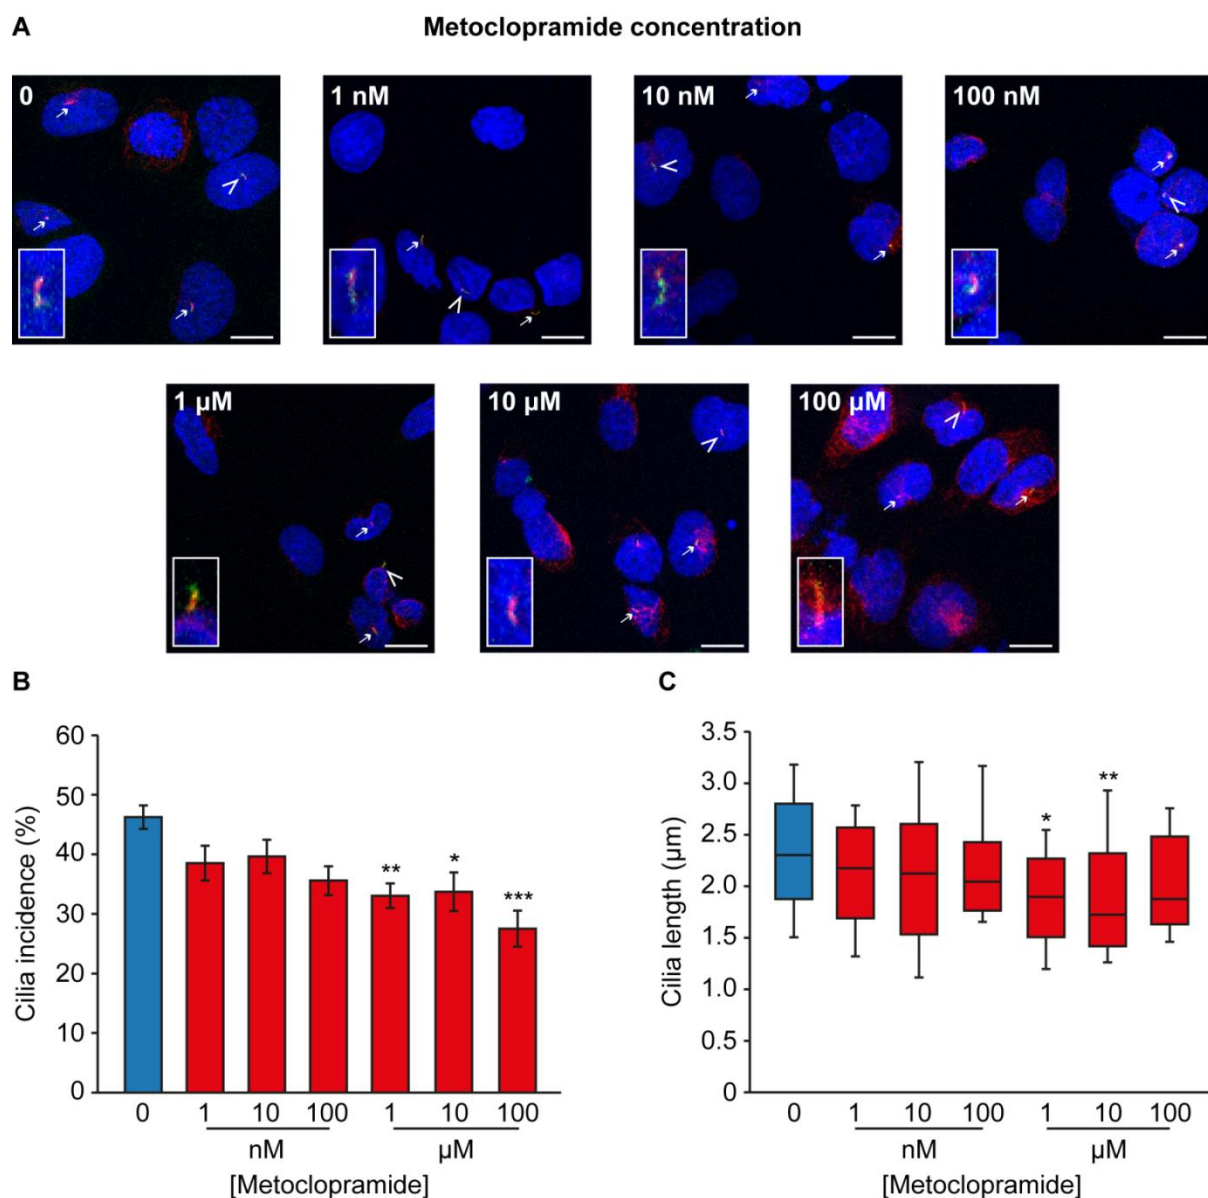 A
Metoclopramide concentration
0
1 nM
10 nM
100 nM
1 µM
10 µM
100 µM
B
60
50
40
30
20
10
0
Cilia incidence (%)
**
*
***
0 1 10 100 1 10 100
nM µM
[Metoclopramide]
C
3.5
3.0
2.5
2.0
1.5
1.0
0.5
0
Cilia length (µm)
*
**
0 1 10 100 1 10 100
nM µM
[Metoclopramide]